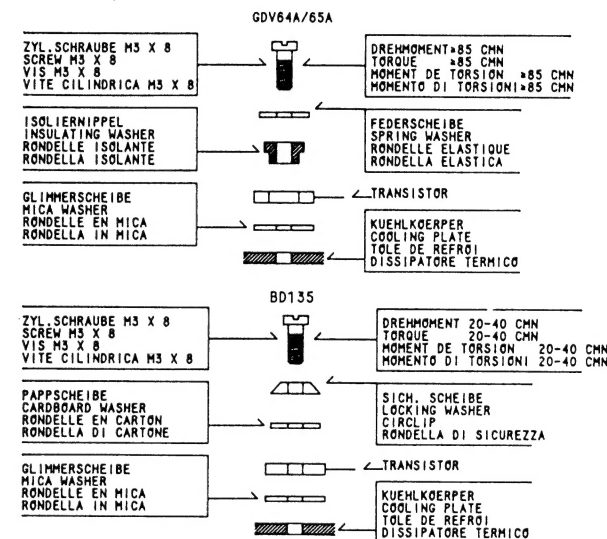 GDV64A/65A
ZYL.SCHRAUBE M3 X 8
SCREW M3 X 8
VIS M3 X 8
VITE CILINDRICA M3 X 8
DREHMOMENT≥85 CMN
TORQUE ≥85 CMN
MOMENT DE TORSION ≥85 CMN
MOMENTO DI TORSIONI≥85 CMN
ISOLIERNIPPEL
INSULATING WASHER
RONDELLE ISOLANTE
RONDELLA ISOLANTE
FEDERSCHEIBE
SPRING WASHER
RONDELLE ELASTIQUE
RONDELLA ELASTICA
TRANSISTOR
GLIMMERSCHEIBE
MICA WASHER
RONDELLE EN MICA
RONDELLA IN MICA
KUEHLKOERPER
COOLING PLATE
TOLE DE REFROI
DISSIPATORE TERMICO
BD135
ZYL.SCHRAUBE M3 X 8
SCREW M3 X 8
VIS M3 X 8
VITE CILINDRICA M3 X 8
DREHMOMENT 20-40 CMN
TORQUE 20-40 CMN
MOMENT DE TORSION 20-40 CMN
MOMENTO DI TORSIONI 20-40 CMN
PAPPSCHEIBE
CARDBOARD WASHER
RONDELLE EN CARTON
RONDELLA DI CARTONE
SICH. SCHEIBE
LOCKING WASHER
CIRCLIP
RONDELLA DI SICUREZZA
TRANSISTOR
GLIMMERSCHEIBE
MICA WASHER
RONDELLE EN MICA
RONDELLA IN MICA
KUEHLKOERPER
COOLING PLATE
TOLE DE REFROI
DISSIPATORE TERMICO